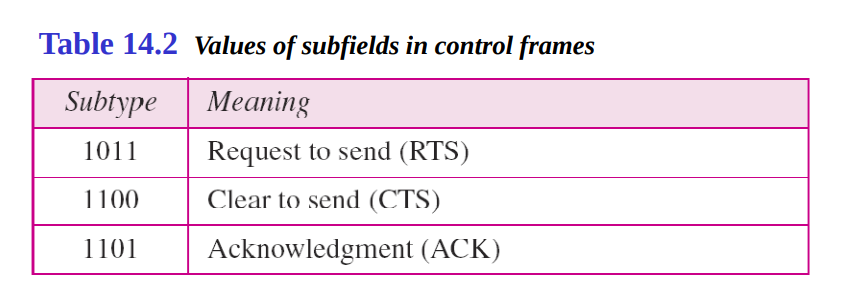 Table 14.2 Values of subfields in control frames
Subtype Meaning
1011 Request to send (RTS)
1100 Clear to send (CTS)
1101 Acknowledgment (ACK)